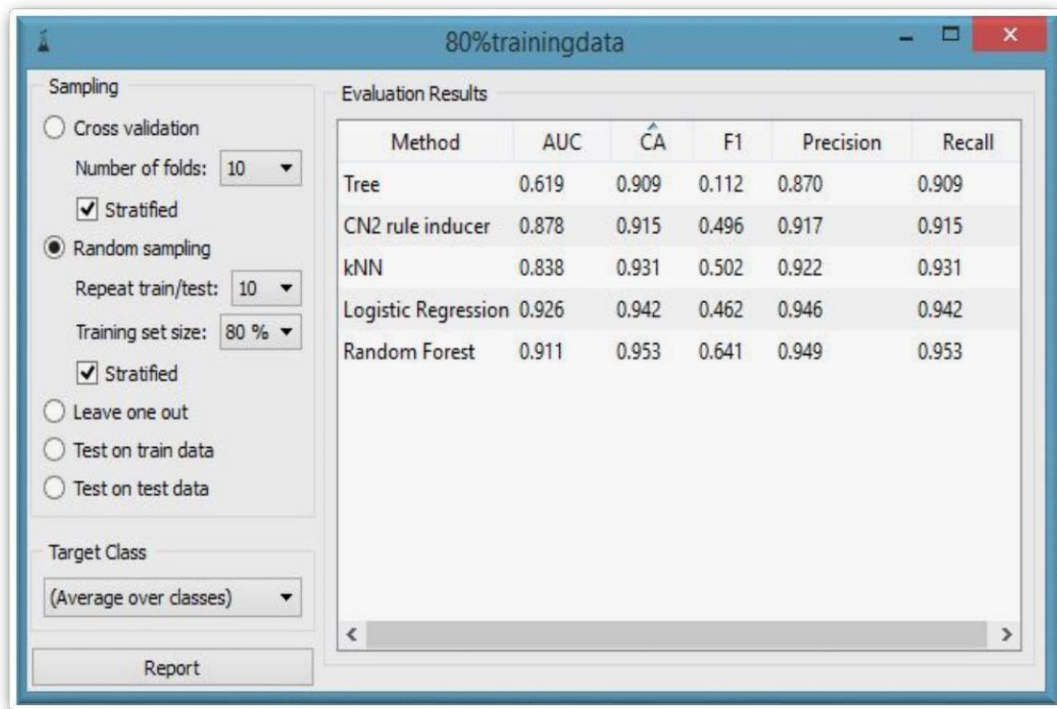 80%trainingdata
Sampling
Cross validation
Number of folds: 10
Stratified
Random sampling
Repeat train/test: 10
Training set size: 80 %
Stratified
Leave one out
Test on train data
Test on test data
Target Class
(Average over classes)
Report
Evaluation Results
Method AUC CA F1 Precision Recall
Tree 0.619 0.909 0.112 0.870 0.909
CN2 rule inducer 0.878 0.915 0.496 0.917 0.915
kNN 0.838 0.931 0.502 0.922 0.931
Logistic Regression 0.926 0.942 0.462 0.946 0.942
Random Forest 0.911 0.953 0.641 0.949 0.953